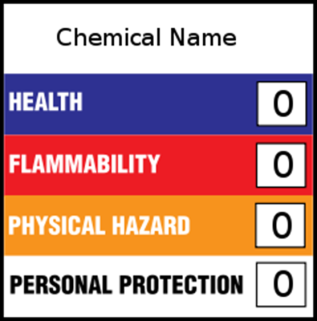 Chemical Name
HEALTH 0
FLAMMABILITY 0
PHYSICAL HAZARD 0
PERSONAL PROTECTION 0